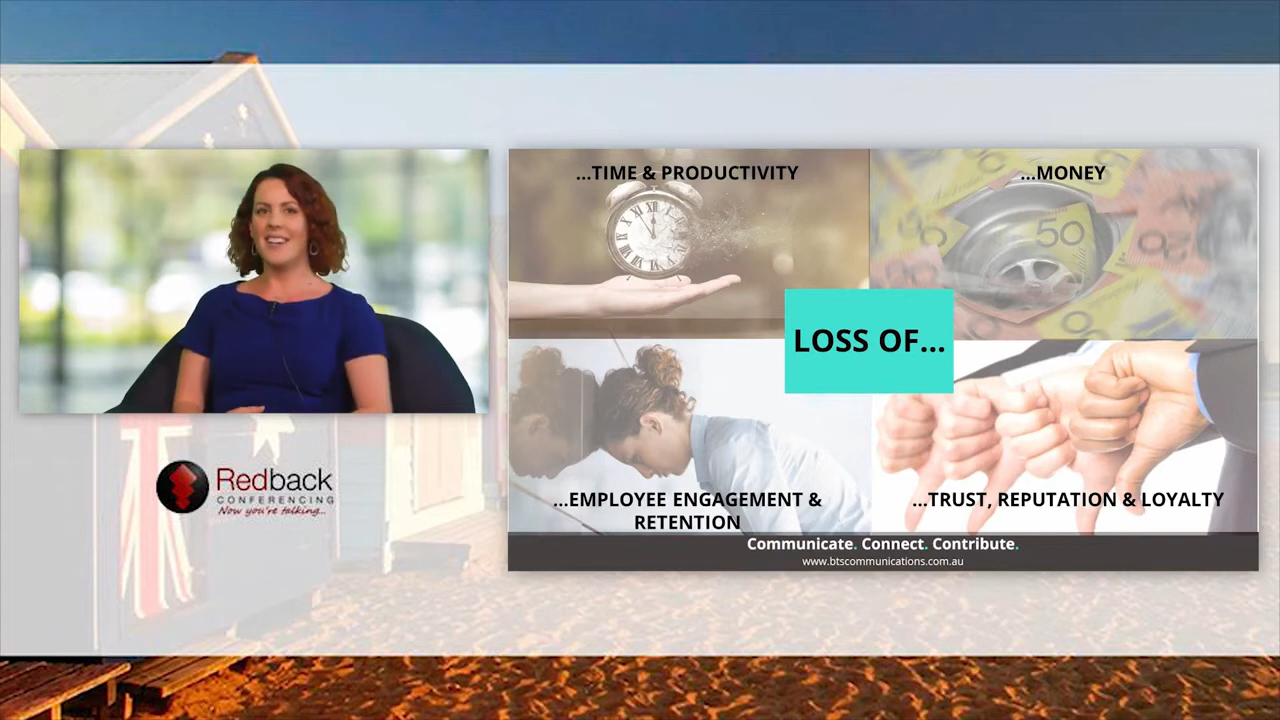 ...TIME & PRODUCTIVITY
...MONEY
50
LOSS OF...
...EMPLOYEE ENGAGEMENT &
RETENTION
...TRUST, REPUTATION & LOYALTY
Communicate. Connect. Contribute.
www.btscommunications.com.au
Redback
CONFERENCING
Now you're talking...